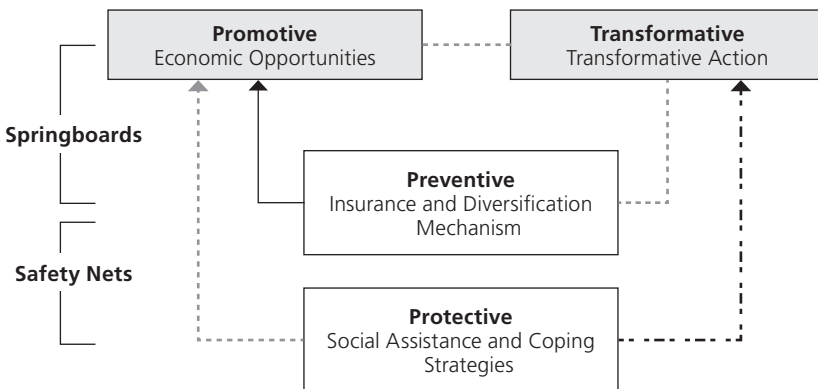 Promotive
Economic Opportunities
Transformative
Transformative Action
Springboards
Preventive
Insurance and Diversification
Mechanism
Safety Nets
Protective
Social Assistance and Coping
Strategies